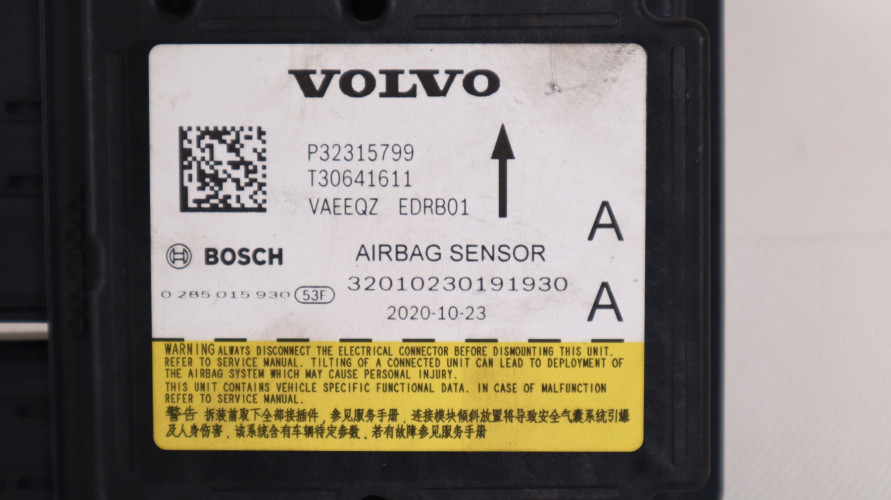 VOLVO
P32315799
T30641611
VAEEQZ EDRB01
A
BOSCH
AIRBAG SENSOR
0 285 015 930 53F
32010230191930
A
2020-10-23
WARNING ALWAYS DISCONNECT THE ELECTRICAL CONNECTOR BEFORE DISMOUNTING THIS UNIT.
REFER TO SERVICE MANUAL. TILTING OF A CONNECTED UNIT CAN LEAD TO DEPLOYMENT OF
THE AIRBAG SYSTEM WHICH MAY CAUSE PERSONAL INJURY.
THIS UNIT CONTAINS VEHICLE SPECIFIC FUNCTIONAL DATA. IN CASE OF MALFUNCTION
REFER TO SERVICE MANUAL.
警告 拆装前取下全部接插件，参见服务手册，连接模块倾斜放置将导致安全气囊系统引爆
及人身伤害，该系统含有车辆特定参数，若有故障参见服务手册